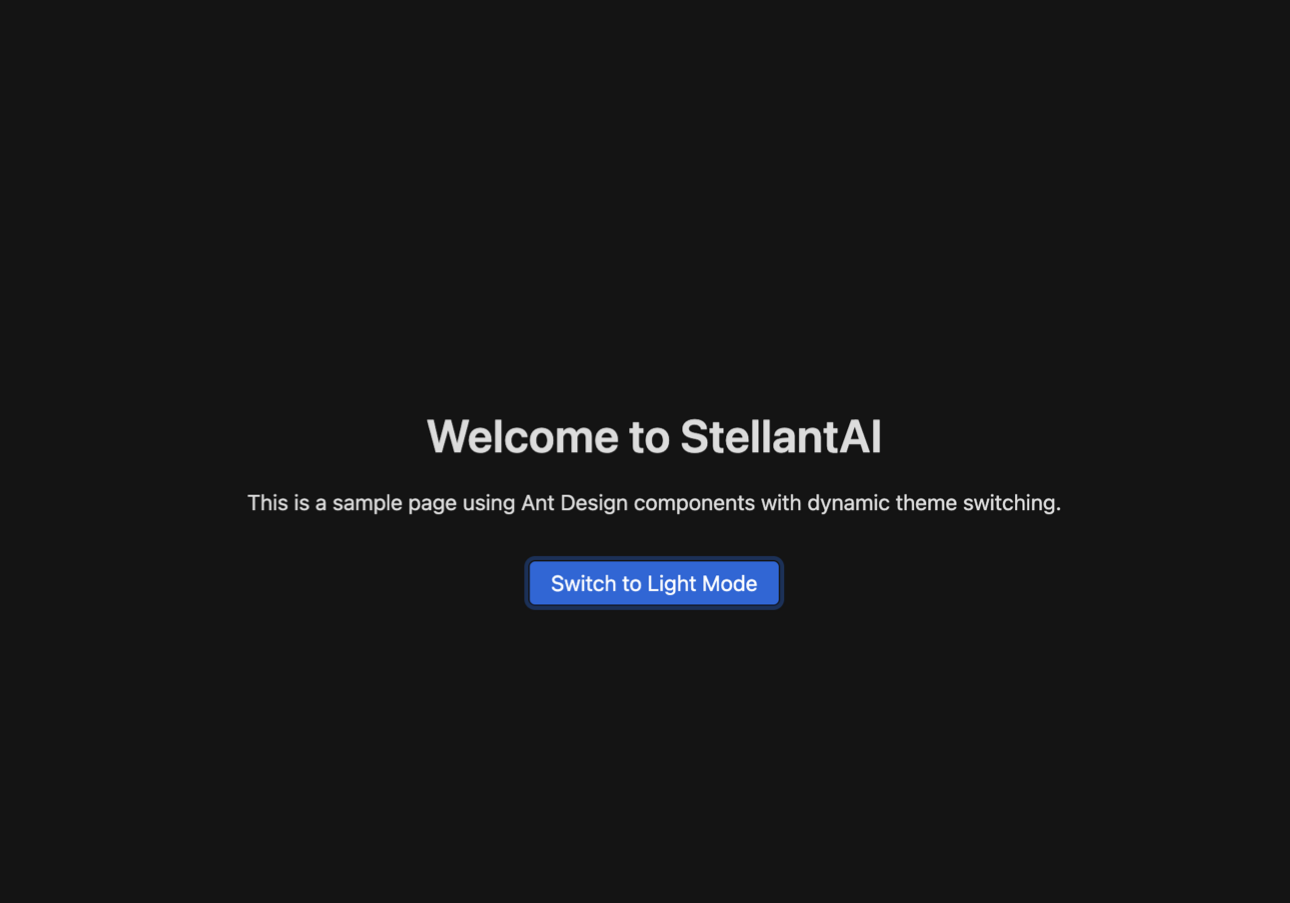 Welcome to StellantAI
This is a sample page using Ant Design components with dynamic theme switching.
Switch to Light Mode